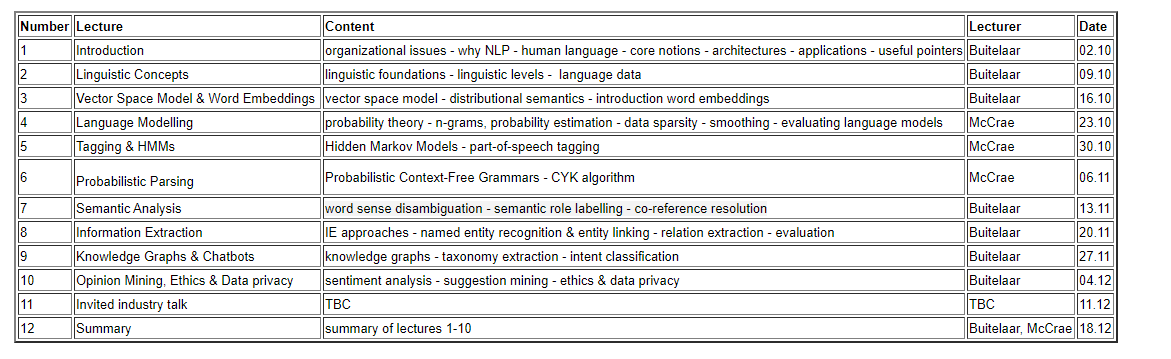 Number Lecture Content Lecturer Date
1 Introduction organizational issues - why NLP - human language - core notions - architectures - applications - useful pointers Buitelaar 02.10
2 Linguistic Concepts linguistic foundations - linguistic levels - language data Buitelaar 09.10
3 Vector Space Model & Word Embeddings vector space model - distributional semantics - introduction word embeddings Buitelaar 16.10
4 Language Modelling probability theory - n-grams, probability estimation - data sparsity - smoothing - evaluating language models McCrae 23.10
5 Tagging & HMMs Hidden Markov Models - part-of-speech tagging McCrae 30.10
6 Probabilistic Parsing Probabilistic Context-Free Grammars - CYK algorithm McCrae 06.11
7 Semantic Analysis word sense disambiguation - semantic role labelling - co-reference resolution Buitelaar 13.11
8 Information Extraction IE approaches - named entity recognition & entity linking - relation extraction - evaluation Buitelaar 20.11
9 Knowledge Graphs & Chatbots knowledge graphs - taxonomy extraction - intent classification Buitelaar 27.11
10 Opinion Mining, Ethics & Data privacy sentiment analysis - suggestion mining - ethics & data privacy Buitelaar 04.12
11 Invited industry talk TBC TBC 11.12
12 Summary summary of lectures 1-10 Buitelaar, McCrae 18.12